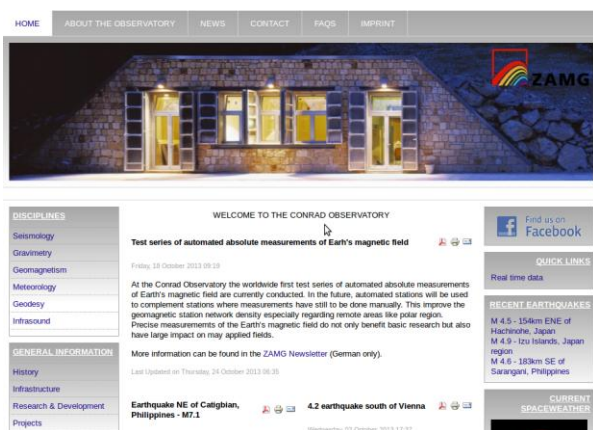 HOME
ABOUT THE OBSERVATORY
NEWS
CONTACT
FAQS
IMPRINT
ZAMG
DISCIPLINES
Seismology
Gravimetry
Geomagnetism
Meteorology
Geodesy
Infrasound
GENERAL INFORMATION
History
Infrastructure
Research & Development
Projects
WELCOME TO THE CONRAD OBSERVATORY
Test series of automated absolute measurements of Earh's magnetic field
Friday, 18 October 2013 09:19
At the Conrad Observatory the worldwide first test series of automated absolute measurements
of Earth's magnetic field are currently conducted. In the future, automated stations will be used
to complement stations where measurements have still to be done manually. This improve the
geomagnetic station network density especially regarding remote areas like polar region.
Precise measurememts of the Earth's magnetic field do not only benefit basic research but also
have large impact on may applied fields.
More information can be found in the ZAMG Newsletter (German only).
Last Updated on Thursday, 24 October 2013 06:35
Earthquake NE of Catigbian,
Philippines - M7.1
4.2 earthquake south of Vienna
Wednesday, 02 October 2013 17:32
Find us on
Facebook
QUICK LINKS
Real time data
RECENT EARTHQUAKES
M 4.5 - 154km ENE of
Hachinohe, Japan
M 4.9 - Izu Islands, Japan
region
M 4.6 - 183km SE of
Sarangani, Philippines
CURRENT
SPACEWEATHER